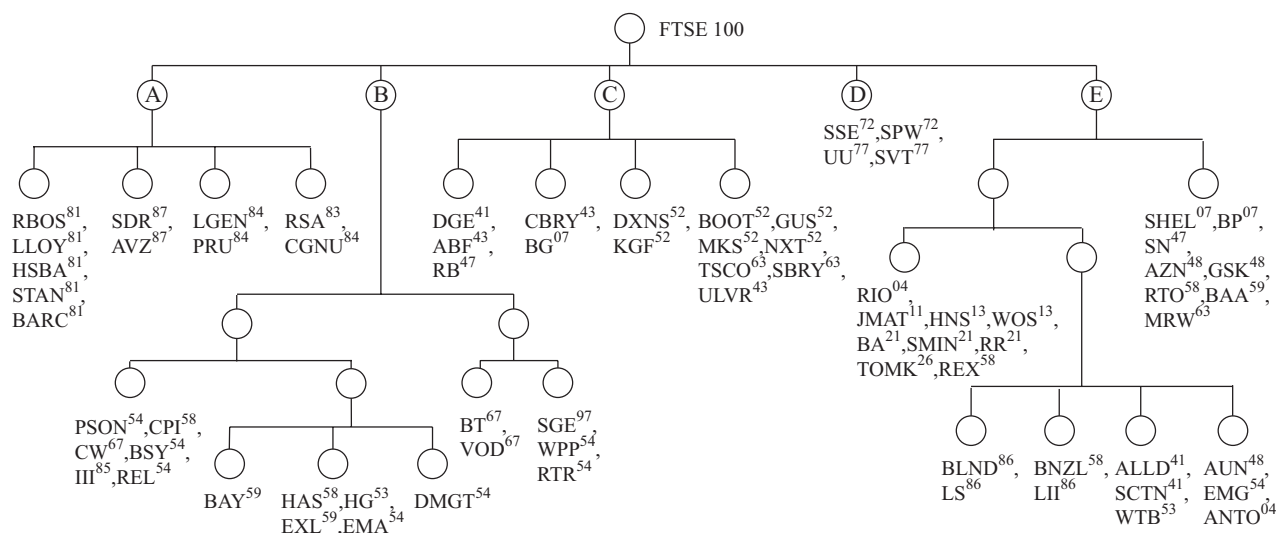 FTSE 100
A
B
C
D
E
SSE⁷²,SPW⁷²
UU⁷⁷,SVT⁷⁷
RBOS⁸¹,
LLOY⁸¹,
HSBA⁸¹,
STAN⁸¹,
BARC⁸¹
SDR⁸⁷
AVZ⁸⁷
LGEN⁸⁴
PRU⁸⁴
RSA⁸³,
CGNU⁸⁴
DGE⁴¹
ABF⁴³,
RB⁴⁷
CBRY⁴³
BG⁰⁷
DXNS⁵²
KGF⁵²
BOOT⁵²,GUS⁵²,
MKS⁵²,NXT⁵²
TSCO⁶³,SBRY⁶³,
ULVR⁴³
SHEL⁰⁷,BP⁰⁷
SN⁴⁷
AZN⁴⁸,GSK⁴⁸
RTO⁵⁸,BAA⁵⁹,
MRW⁶³
RIO⁰⁴,
JMAT¹¹,HNS¹³,WOS¹³,
BA²¹,SMIN²¹,RR²¹,
TOMK²⁶,REX⁵⁸
PSON⁵⁴,CPI⁵⁸,
CW⁶⁷,BSY⁵⁴,
III⁸⁵,REL⁵⁴
BT⁶⁷,
VOD⁶⁷
SGE⁹⁷,
WPP⁵⁴,
RTR⁵⁴
BAY⁵⁹
HAS⁵⁸,HG⁵³,
EXL⁵⁹,EMA⁵⁴
DMGT⁵⁴
BLND⁸⁶,
LS⁸⁶
BNZL⁵⁸,
LII⁸⁶
ALLD⁴¹
SCTN⁴¹,
WTB⁵³
AUN⁴⁸
EMG⁵⁴,
ANTO⁰⁴